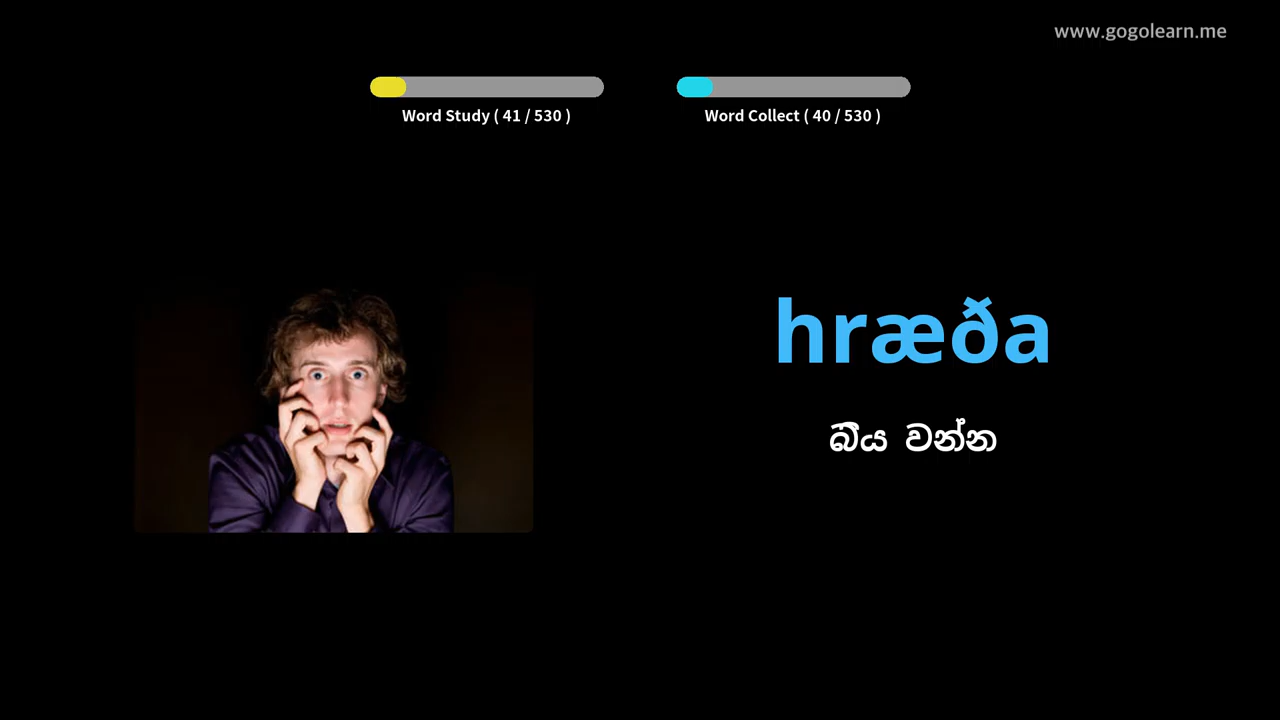 www.gogolearn.me
Word Study ( 41 / 530 )
Word Collect ( 40 / 530 )
hræða
බිය වන්න